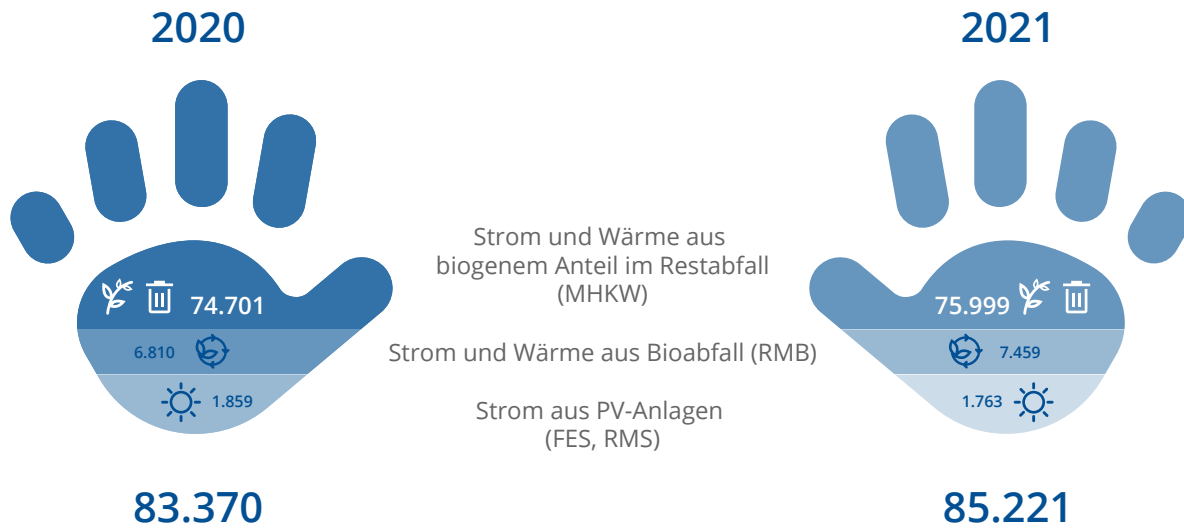 2020
2021
Strom und Wärme aus
biogenem Anteil im Restabfall
(MHKW)
74.701
75.999
Strom und Wärme aus Bioabfall (RMB)
6.810
7.459
Strom aus PV-Anlagen
(FES, RMS)
1.859
1.763
83.370
85.221